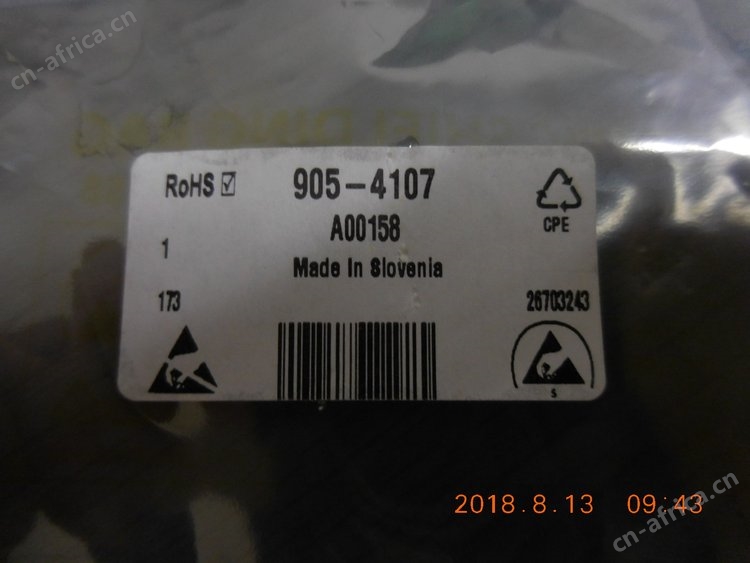 cn-africa.cn
RoHS ☑
905-4107
A00158
CPE
1
Made in Slovenia
173
26703243
S
2018.8.13 09:43
cn-africa.cn